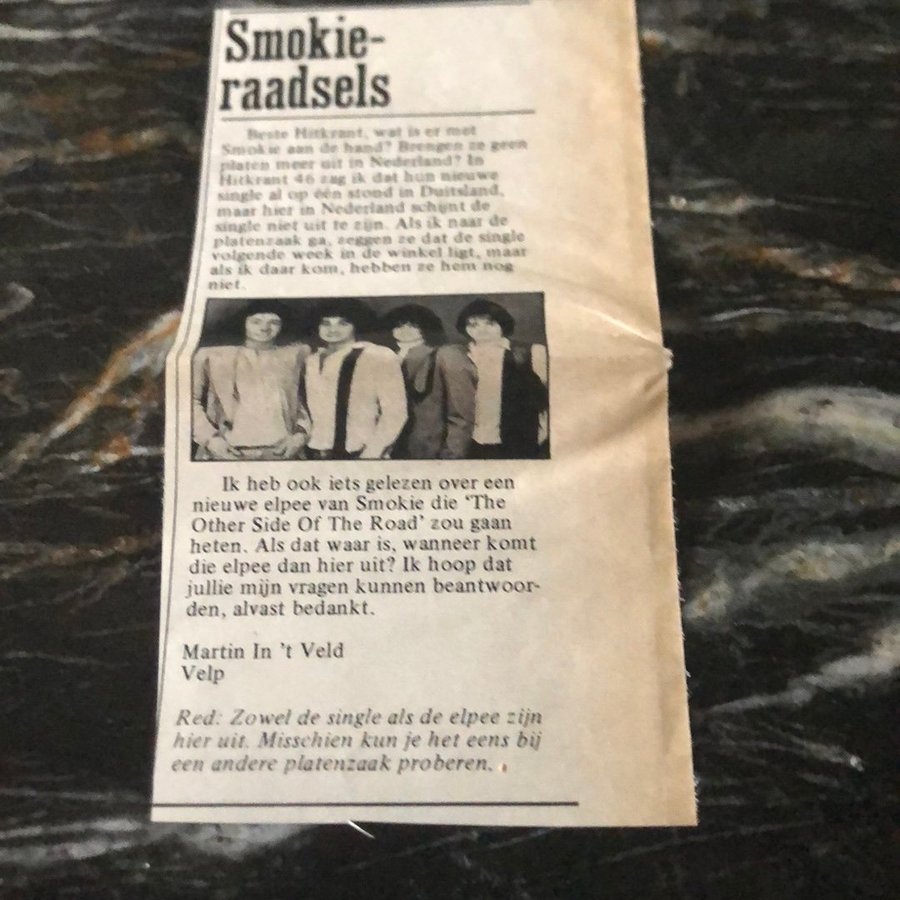 Smokie-
raadsels
Beste Hitkrant, wat is er met
Smokie aan de hand? Brengen ze geen
platen meer uit in Nederland? In
Hitkrant 46 zag ik dat hun nieuwe
single al op één stond in Duitsland,
maar hier in Nederland schijnt de
single niet uit te zijn. Als ik naar de
platenzaak ga, zeggen ze dat de single
volgende week in de winkel ligt, maar
als ik daar kom, hebben ze hem nog
niet.
Ik heb ook iets gelezen over een
nieuwe elpee van Smokie die ‘The
Other Side Of The Road’ zou gaan
heten. Als dat waar is, wanneer komt
die elpee dan hier uit? Ik hoop dat
jullie mijn vragen kunnen beantwoor-
den, alvast bedankt.
Martin In ’t Veld
Velp
Red: Zowel de single als de elpee zijn
hier uit. Misschien kun je het eens bij
een andere platenzaak proberen.